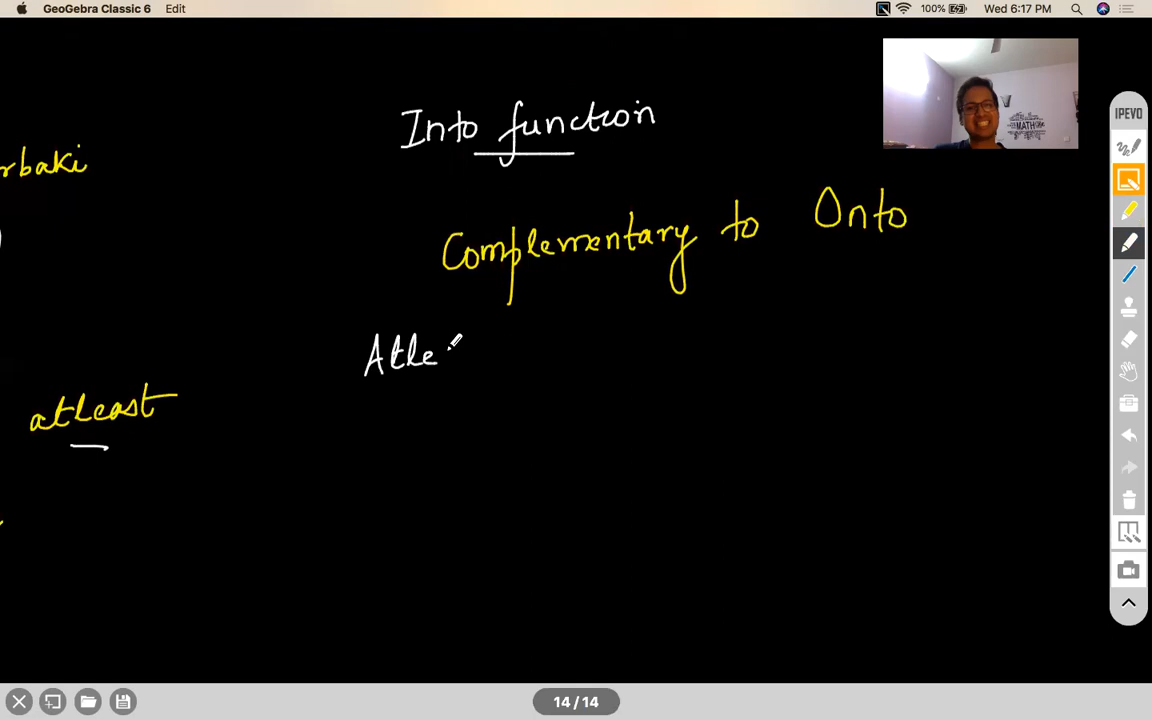 GeoGebra Classic 6 Edit
100% Wed 6:17 PM
Into function
IPEVO
MATH
rbaki
Complementary to Onto
Atle
atleast
14 / 14